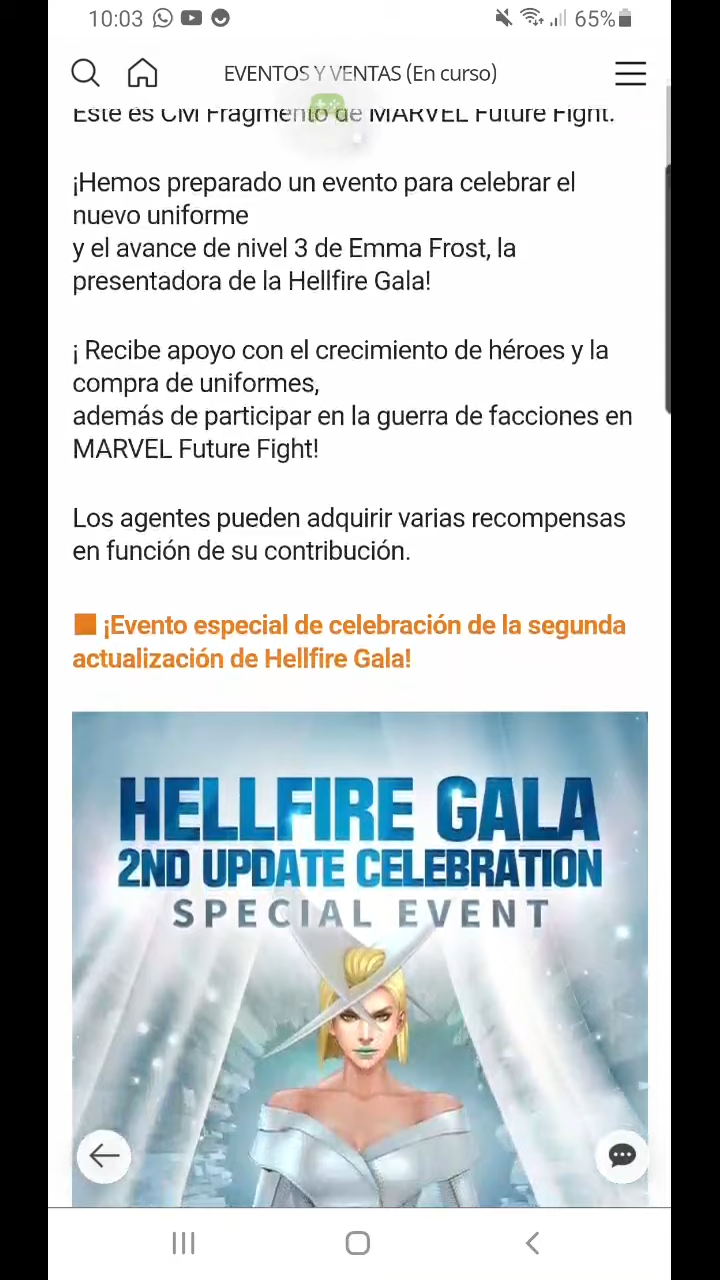 10:03
65%
EVENTOS Y VENTAS (En curso)
Este es CM Fragmento de MARVEL Future Fight.
¡Hemos preparado un evento para celebrar el
nuevo uniforme
y el avance de nivel 3 de Emma Frost, la
presentadora de la Hellfire Gala!
¡ Recibe apoyo con el crecimiento de héroes y la
compra de uniformes,
además de participar en la guerra de facciones en
MARVEL Future Fight!
Los agentes pueden adquirir varias recompensas
en función de su contribución.
¡Evento especial de celebración de la segunda
actualización de Hellfire Gala!
HELLFIRE GALA
2ND UPDATE CELEBRATION
SPECIAL EVENT